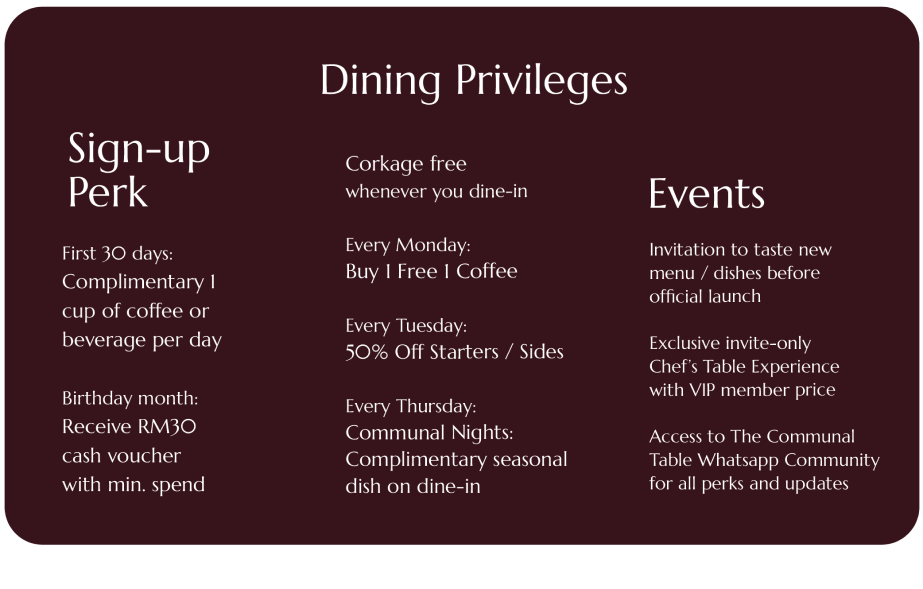 Dining Privileges
Sign-up
Perk
First 30 days:
Complimentary 1
cup of coffee or
beverage per day
Birthday month:
Receive RM30
cash voucher
with min. spend
Corkage free
whenever you dine-in
Every Monday:
Buy 1 Free 1 Coffee
Every Tuesday:
50% Off Starters / Sides
Every Thursday:
Communal Nights:
Complimentary seasonal
dish on dine-in
Events
Invitation to taste new
menu / dishes before
official launch
Exclusive invite-only
Chef's Table Experience
with VIP member price
Access to The Communal
Table Whatsapp Community
for all perks and updates